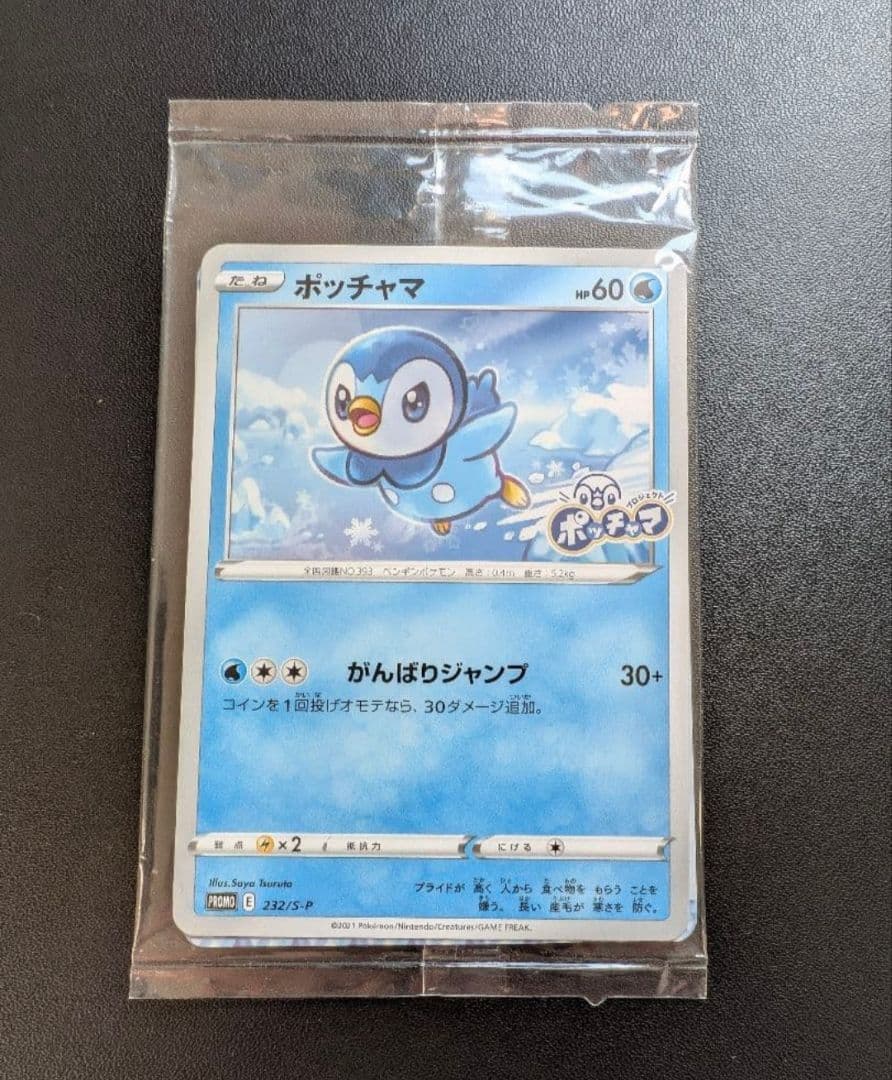 たね ポッチャマ HP60
プロジェクト
ポッチャマ
全国図鑑NO.393 ペンギンポケモン 高さ：0.4m 重さ：5.2kg
がんばりジャンプ 30+
コインを1回投げオモテなら、30ダメージ追加。
弱点 ×2 抵抗力 にげる
Illus.Saya Tsuruta
プライドが 高く 人から 食べ物を もらう ことを
嫌う。長い 産毛が 寒さを 防ぐ。
PROMO E 232/S-P
©2021 Pokémon/Nintendo/Creatures/GAME FREAK.